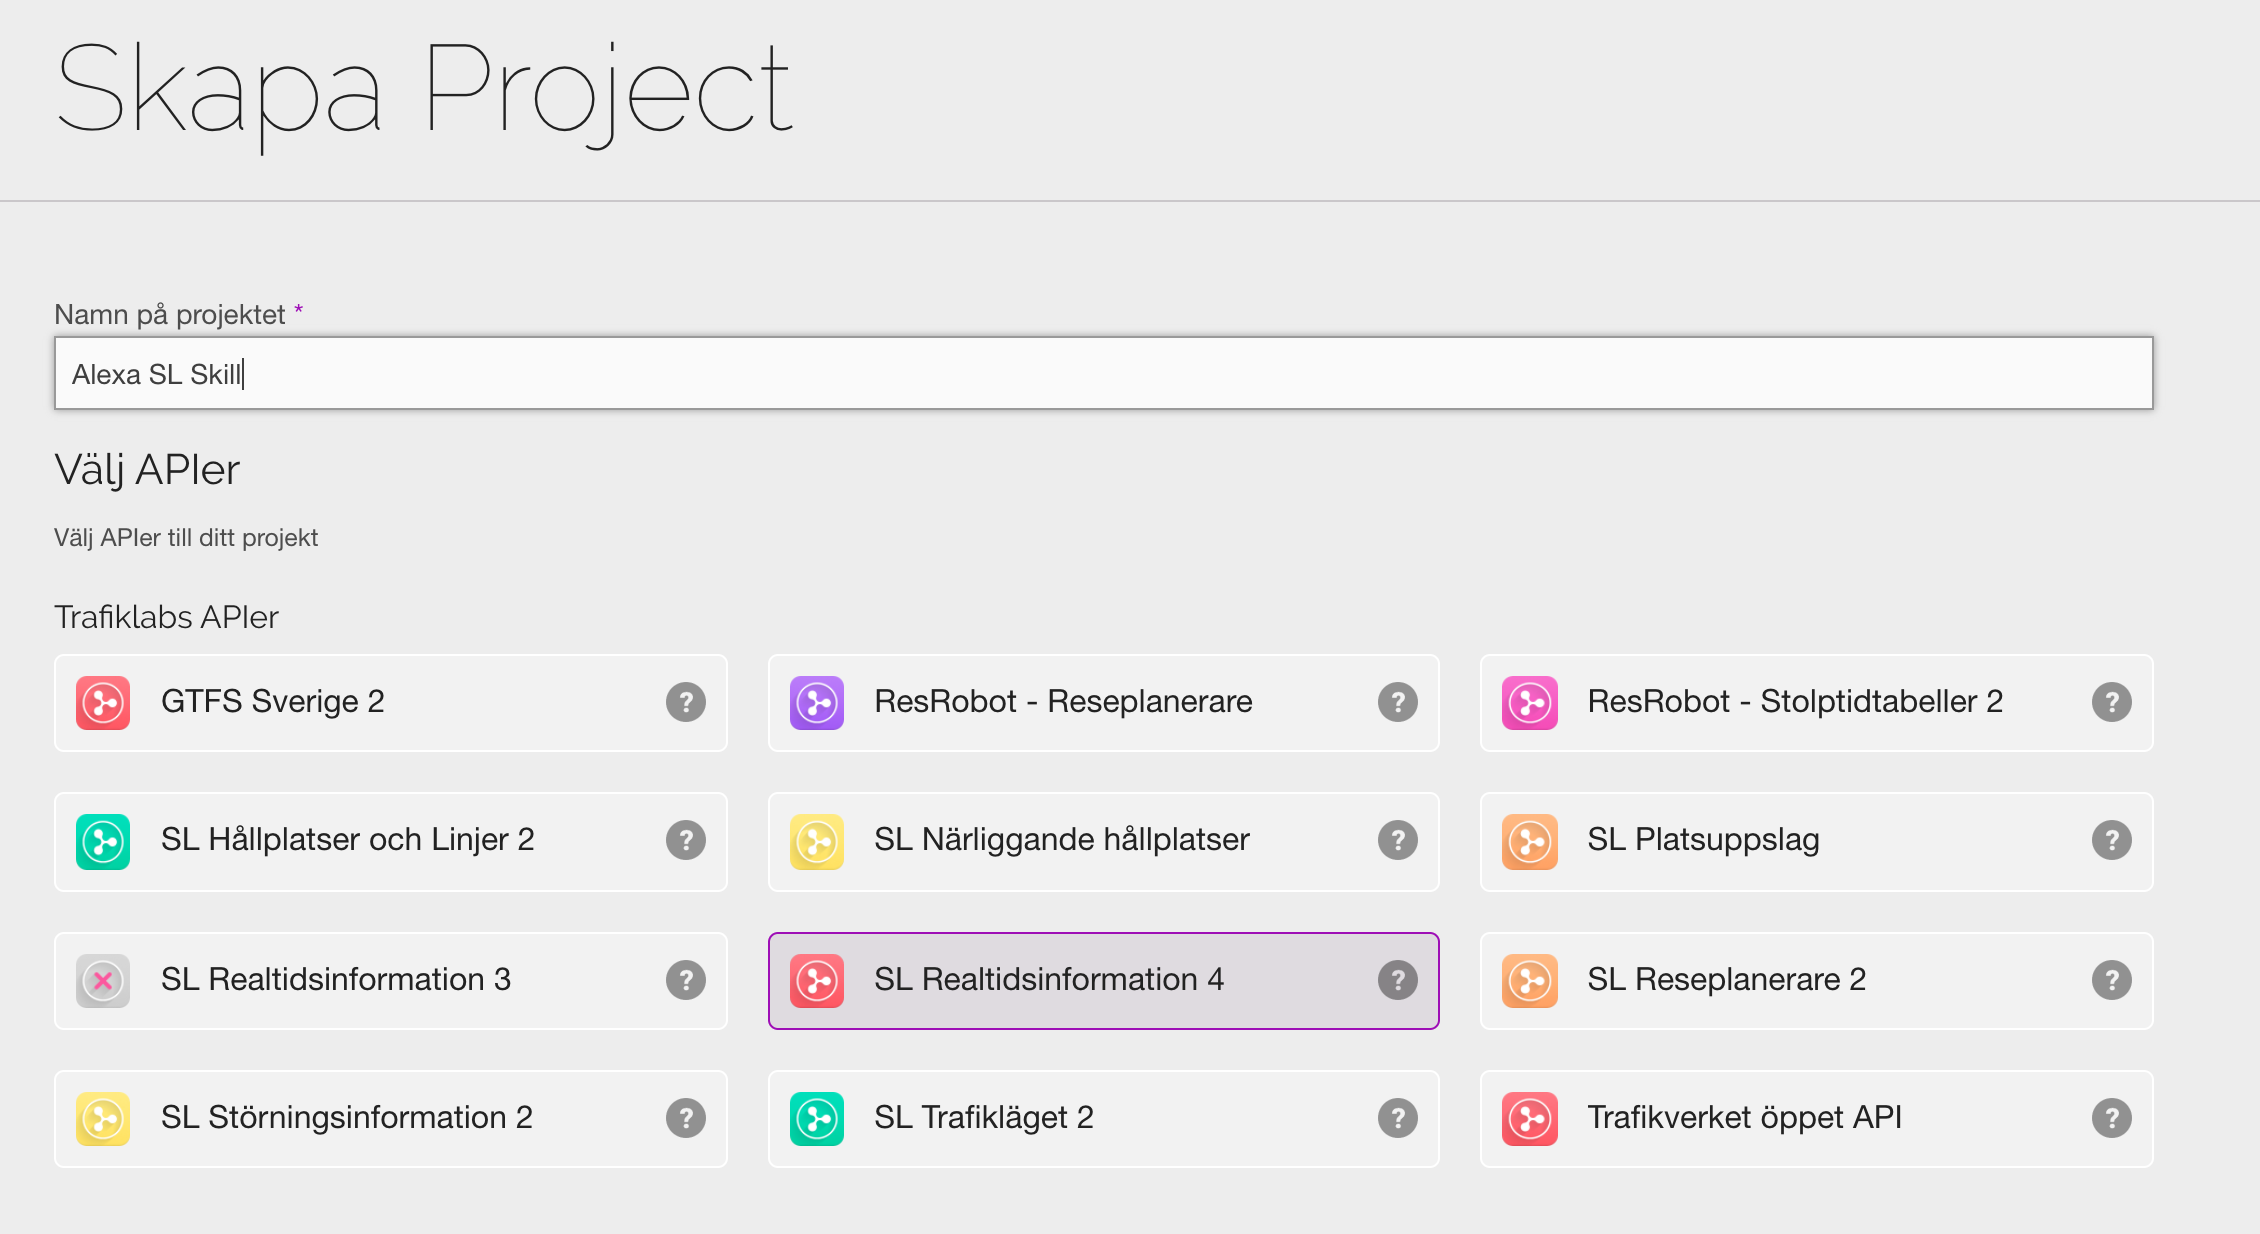 Skapa Project
Namn på projektet *
Alexa SL Skill
Välj APIer
Välj APIer till ditt projekt
Trafiklabs APIer
GTFS Sverige 2 ?
ResRobot - Reseplanerare ?
ResRobot - Stolptidtabeller 2 ?
SL Hållplatser och Linjer 2 ?
SL Närliggande hållplatser ?
SL Platsuppslag ?
SL Realtidsinformation 3 ?
SL Realtidsinformation 4 ?
SL Reseplanerare 2 ?
SL Störningsinformation 2 ?
SL Trafikläget 2 ?
Trafikverket öppet API ?